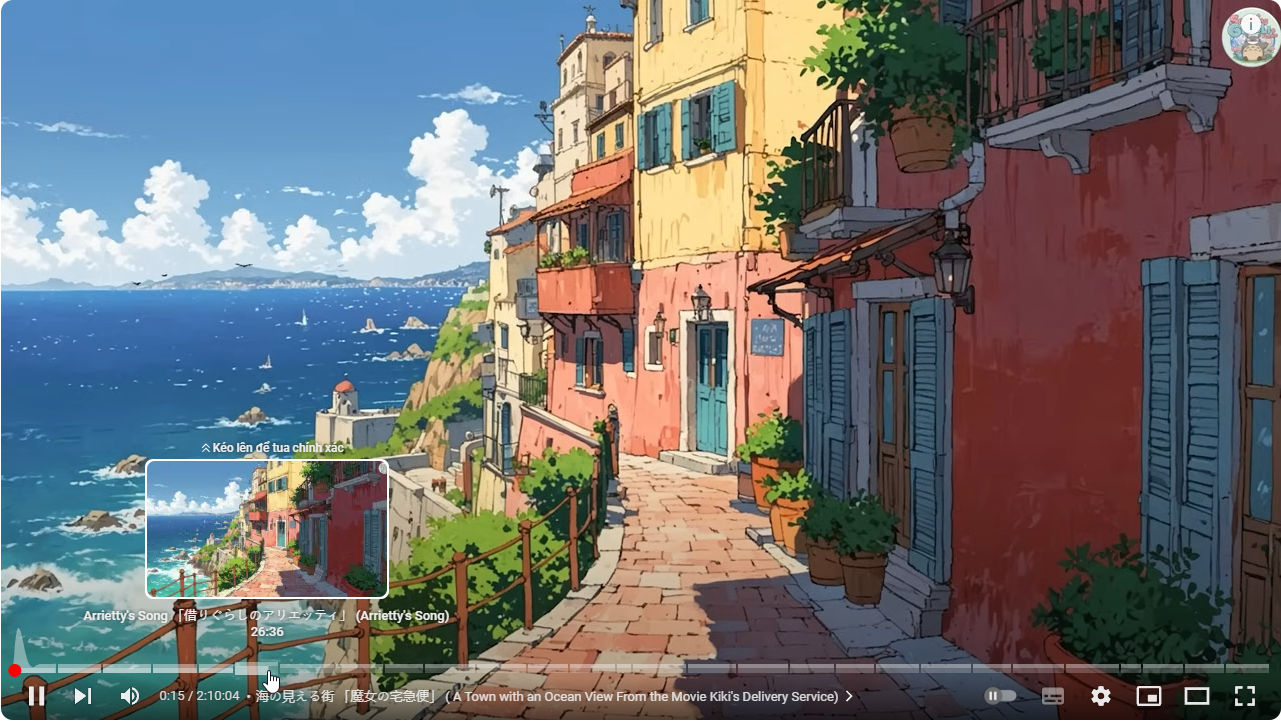 Kéo lên để tua chính xác
Arrietty's Song 「借りぐらしのアリエッティ」 (Arrietty's Song)
26:36
0:15 / 2:10:04 • 海の見える街 「魔女の宅急便」 ( A Town with an Ocean View From the Movie Kiki's Delivery Service)